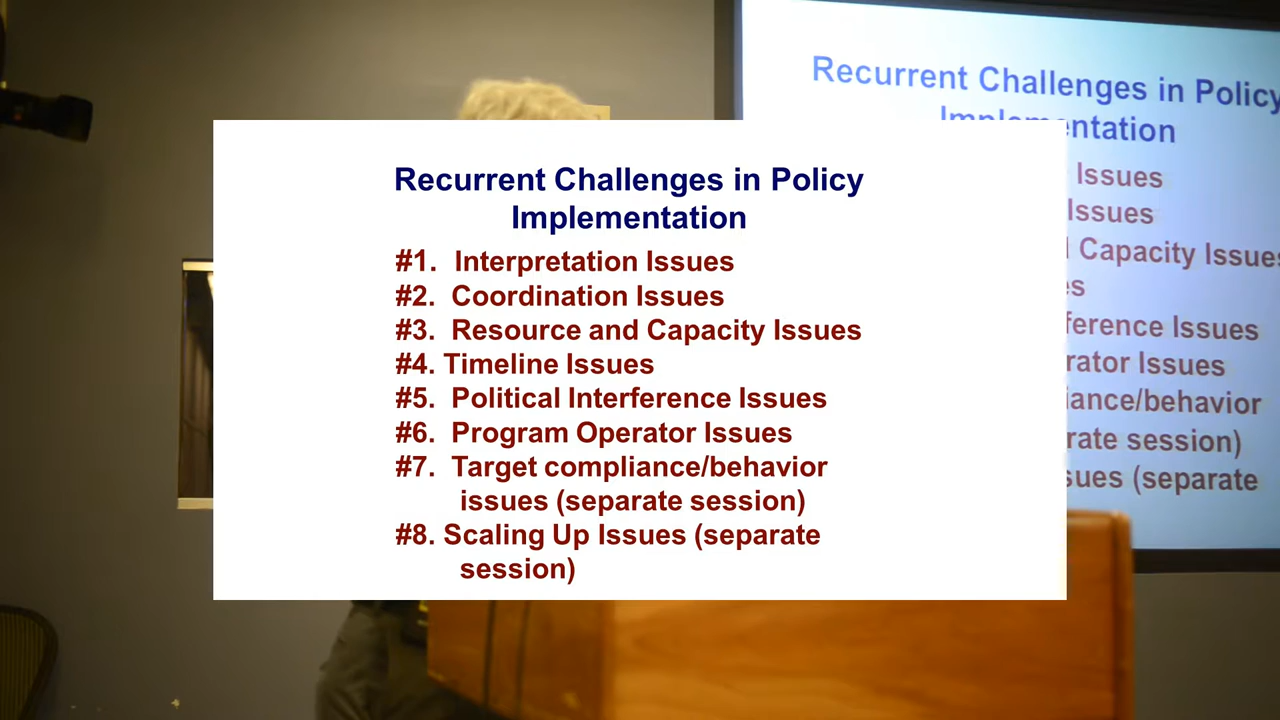 Recurrent Challenges in Policy
Implementation
#1. Interpretation Issues
#2. Coordination Issues
#3. Resource and Capacity Issues
#4. Timeline Issues
#5. Political Interference Issues
#6. Program Operator Issues
#7. Target compliance/behavior
issues (separate session)
#8. Scaling Up Issues (separate
session)
Recurrent Challenges in Policy
Implementation
Issues
Issues
Capacity Issues
es
ference Issues
rator Issues
iance/behavior
rate session)
sues (separate